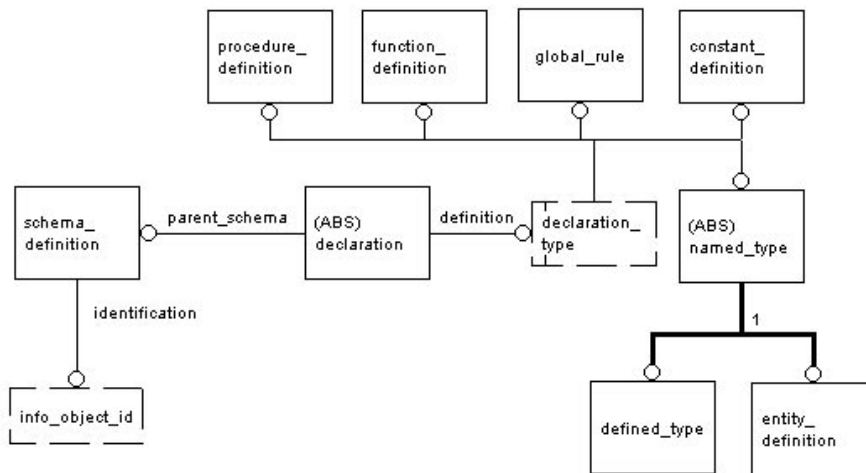 procedure_
definition
function_
definition
global_rule
constant_
definition
schema_
definition
parent_schema
(ABS)
declaration
definition
declaration_
type
(ABS)
named_type
identification
1
info_object_id
defined_type
entity_
definition